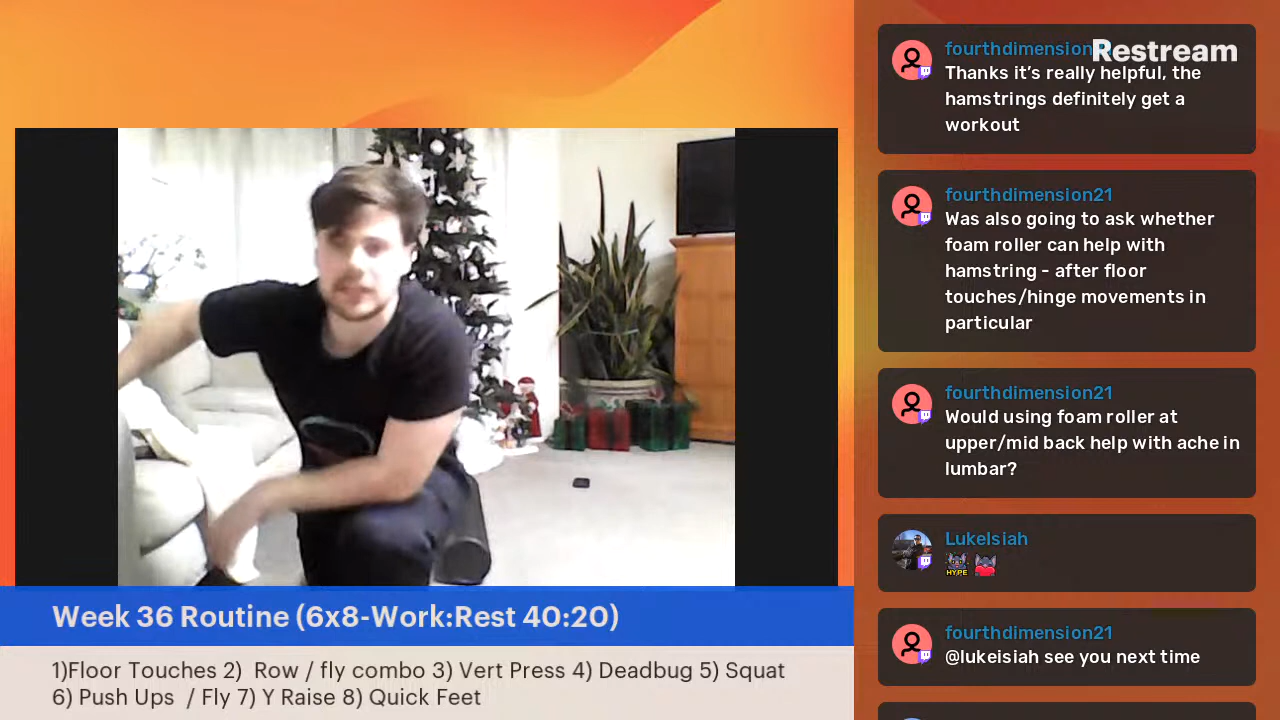 fourthdimension
Restream
Thanks it’s really helpful, the
hamstrings definitely get a
workout
fourthdimension21
Was also going to ask whether
foam roller can help with
hamstring - after floor
touches/hinge movements in
particular
fourthdimension21
Would using foam roller at
upper/mid back help with ache in
lumbar?
LukeIsiah
HYPE
fourthdimension21
@lukeisiah see you next time
Week 36 Routine (6x8-Work:Rest 40:20)
1)Floor Touches 2)  Row / fly combo 3) Vert Press 4) Deadbug 5) Squat
6) Push Ups  / Fly 7) Y Raise 8) Quick Feet